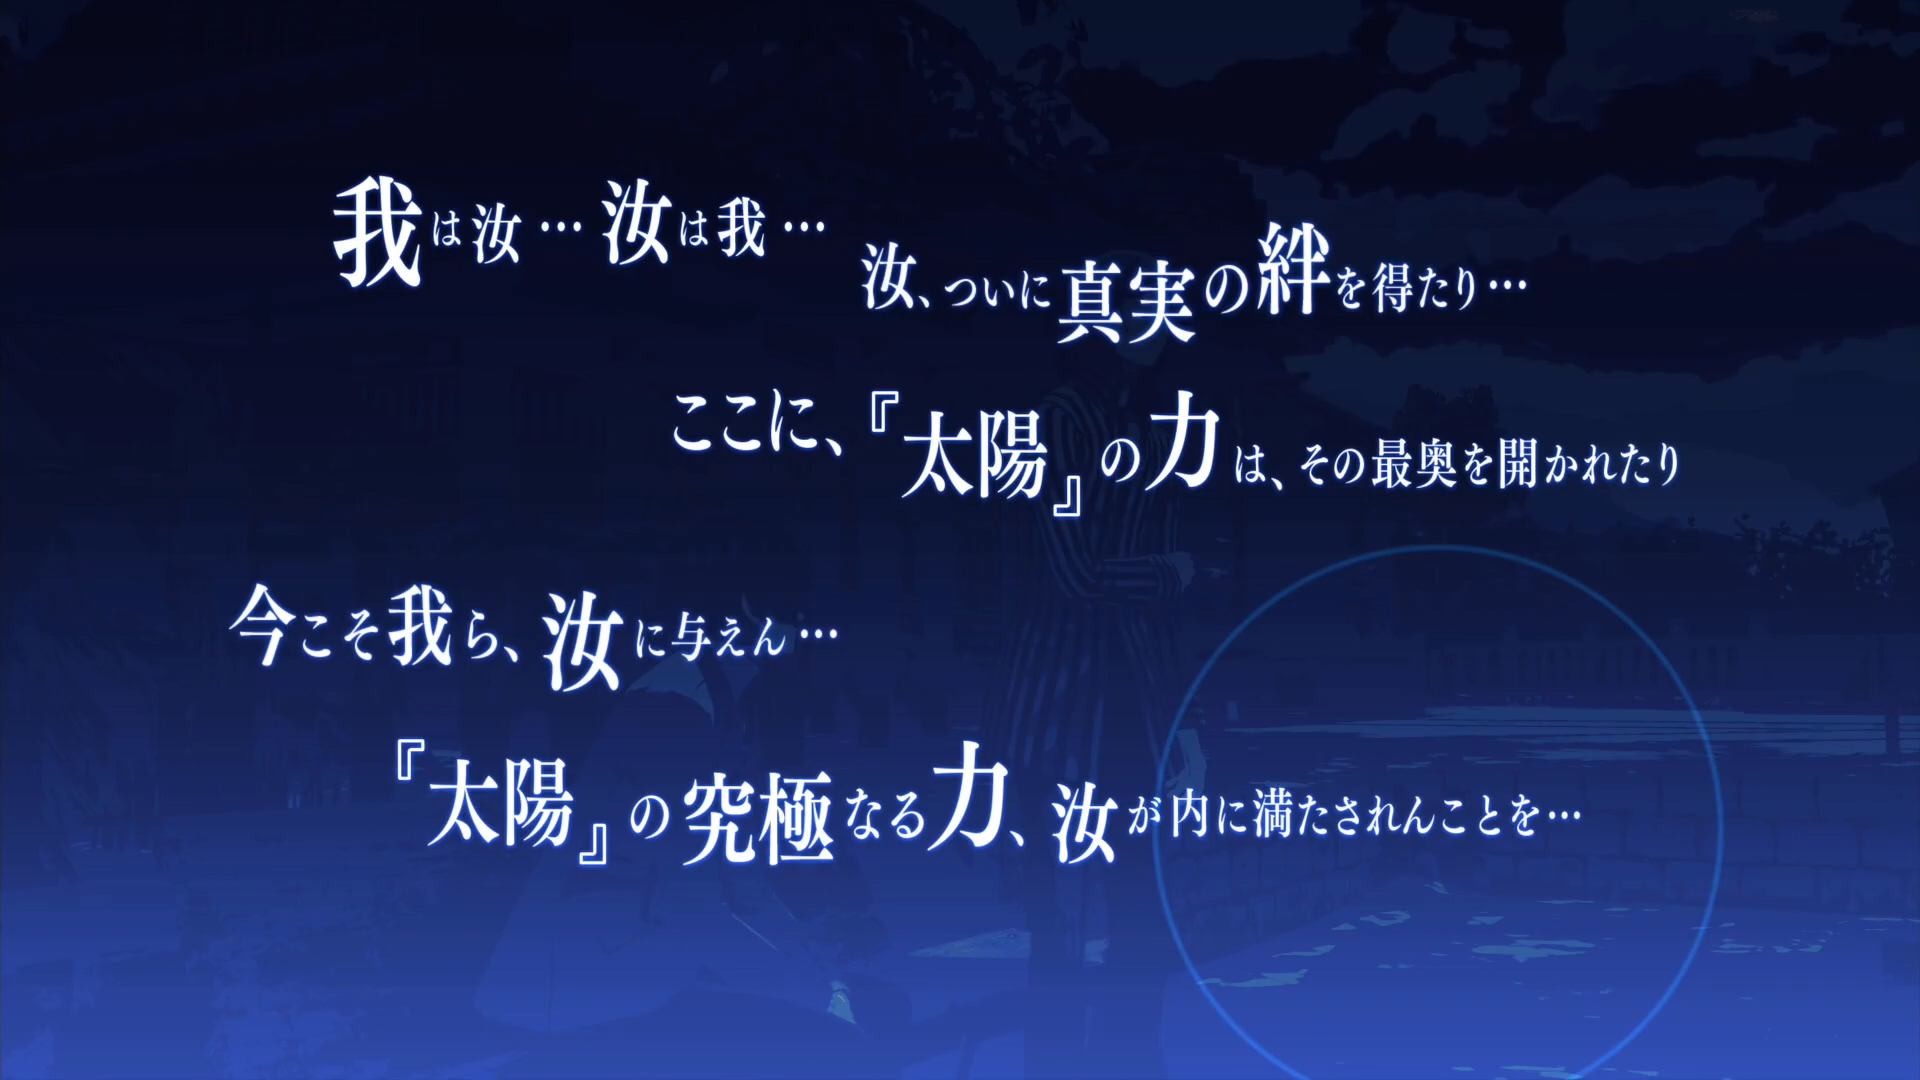 我は汝…汝は我…
汝、ついに真実の絆を得たり…
ここに、『太陽』の力は、その最奥を開かれたり
今こそ我ら、汝に与えん…
『太陽』の究極なる力、汝が内に満たされんことを…